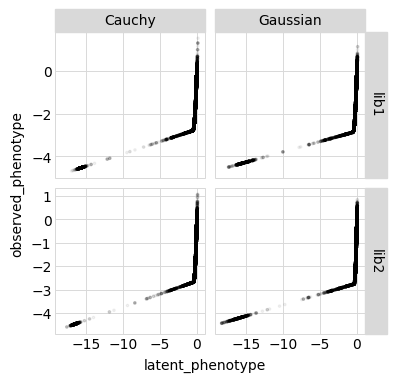 Cauchy Gaussian
0
−2
−4
lib1
1
0
−1
−2
−3
−4
lib2
observed_phenotype
−15 −10 −5 0 −15 −10 −5 0
latent_phenotype